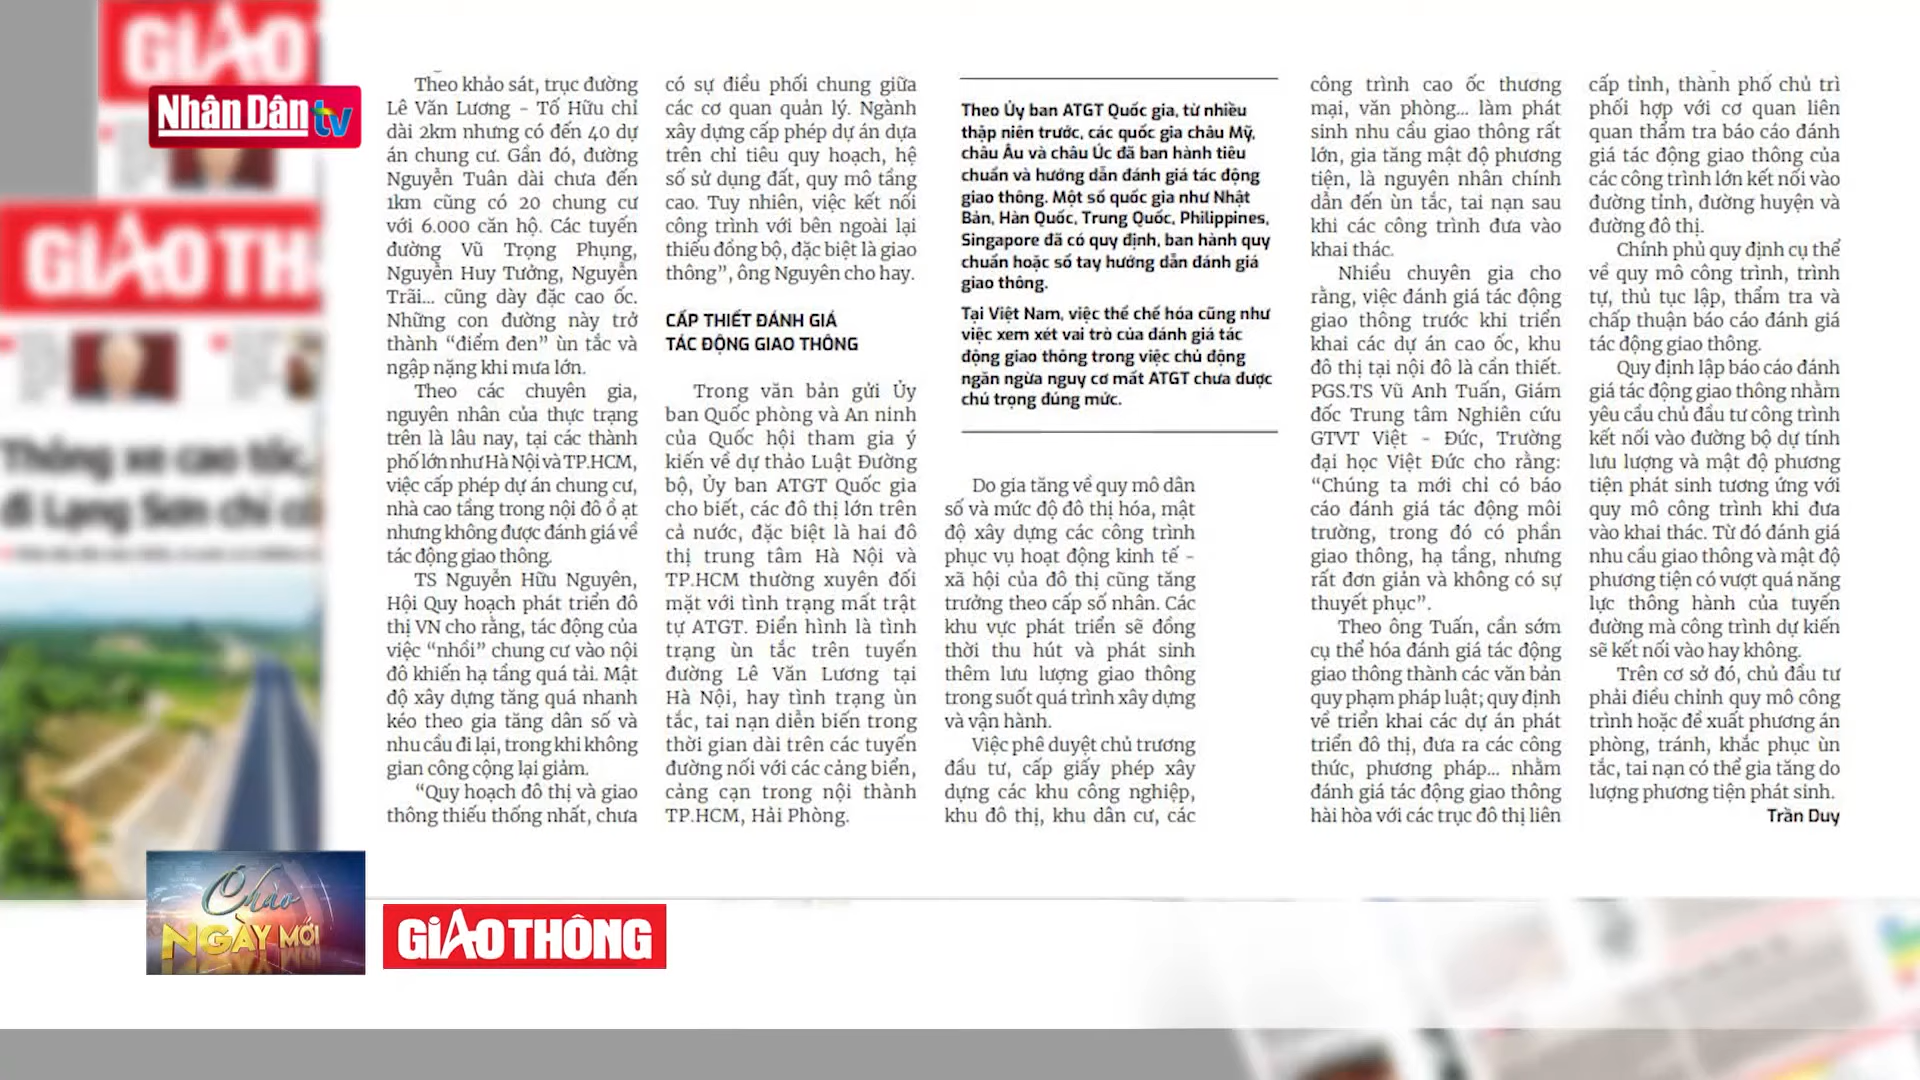 GIAO
Nhân Dân tv
GIAO TH
Thông xe cao tốc,
đi Lạng Sơn chỉ
Theo khảo sát, trục đường
Lê Văn Lương - Tố Hữu chỉ
dài 2km nhưng có đến 40 dự
án chung cư. Gần đó, đường
Nguyễn Tuân dài chưa đến
1km cũng có 20 chung cư
với 6.000 căn hộ. Các tuyến
đường Vũ Trọng Phụng,
Nguyễn Huy Tưởng, Nguyễn
Trãi... cũng dày đặc cao ốc.
Những con đường này trở
thành “điểm đen” ùn tắc và
ngập nặng khi mưa lớn.
Theo các chuyên gia,
nguyên nhân của thực trạng
trên là lâu nay, tại các thành
phố lớn như Hà Nội và TP.HCM,
việc cấp phép dự án chung cư,
nhà cao tầng trong nội đô ồ ạt
nhưng không được đánh giá về
tác động giao thông.
TS Nguyễn Hữu Nguyên,
Hội Quy hoạch phát triển đô
thị VN cho rằng, tác động của
việc “nhồi” chung cư vào nội
đô khiến hạ tầng quá tải. Mật
độ xây dựng tăng quá nhanh
kéo theo gia tăng dân số và
nhu cầu đi lại, trong khi không
gian công cộng lại giảm.
“Quy hoạch đô thị và giao
thông thiếu thống nhất, chưa
có sự điều phối chung giữa
các cơ quan quản lý. Ngành
xây dựng cấp phép dự án dựa
trên chỉ tiêu quy hoạch, hệ
số sử dụng đất, quy mô tầng
cao. Tuy nhiên, việc kết nối
công trình với bên ngoài lại
thiếu đồng bộ, đặc biệt là giao
thông”, ông Nguyên cho hay.
CẤP THIẾT ĐÁNH GIÁ
TÁC ĐỘNG GIAO THÔNG
Trong văn bản gửi Ủy
ban Quốc phòng và An ninh
của Quốc hội tham gia ý
kiến về dự thảo Luật Đường
bộ, Ủy ban ATGT Quốc gia
cho biết, các đô thị lớn trên
cả nước, đặc biệt là hai đô
thị trung tâm Hà Nội và
TP.HCM thường xuyên đối
mặt với tình trạng mất trật
tự ATGT. Điển hình là tình
trạng ùn tắc trên tuyến
đường Lê Văn Lương tại
Hà Nội, hay tình trạng ùn
tắc, tai nạn diễn biến trong
thời gian dài trên các tuyến
đường nối với các cảng biển,
cảng cạn trong nội thành
TP.HCM, Hải Phòng.
Theo Ủy ban ATGT Quốc gia, từ nhiều
thập niên trước, các quốc gia châu Mỹ,
châu Âu và châu Úc đã ban hành tiêu
chuẩn và hướng dẫn đánh giá tác động
giao thông. Một số quốc gia như Nhật
Bản, Hàn Quốc, Trung Quốc, Philippines,
Singapore đã có quy định, ban hành quy
chuẩn hoặc sổ tay hướng dẫn đánh giá
giao thông.
Tại Việt Nam, việc thể chế hóa cũng như
việc xem xét vai trò của đánh giá tác
động giao thông trong việc chủ động
ngăn ngừa nguy cơ mất ATGT chưa được
chú trọng đúng mức.
Do gia tăng về quy mô dân
số và mức độ đô thị hóa, mật
độ xây dựng các công trình
phục vụ hoạt động kinh tế -
xã hội của đô thị cũng tăng
trưởng theo cấp số nhân. Các
khu vực phát triển sẽ đồng
thời thu hút và phát sinh
thêm lưu lượng giao thông
trong suốt quá trình xây dựng
và vận hành.
Việc phê duyệt chủ trương
đầu tư, cấp giấy phép xây
dựng các khu công nghiệp,
khu đô thị, khu dân cư, các
công trình cao ốc thương
mại, văn phòng... làm phát
sinh nhu cầu giao thông rất
lớn, gia tăng mật độ phương
tiện, là nguyên nhân chính
dẫn đến ùn tắc, tai nạn sau
khi các công trình đưa vào
khai thác.
Nhiều chuyên gia cho
rằng, việc đánh giá tác động
giao thông trước khi triển
khai các dự án cao ốc, khu
đô thị tại nội đô là cần thiết.
PGS.TS Vũ Anh Tuấn, Giám
đốc Trung tâm Nghiên cứu
GTVT Việt - Đức, Trường
đại học Việt Đức cho rằng:
“Chúng ta mới chỉ có báo
cáo đánh giá tác động môi
trường, trong đó có phần
giao thông, hạ tầng, nhưng
rất đơn giản và không có sự
thuyết phục”.
Theo ông Tuấn, cần sớm
cụ thể hóa đánh giá tác động
giao thông thành các văn bản
quy phạm pháp luật; quy định
về triển khai các dự án phát
triển đô thị, đưa ra các công
thức, phương pháp... nhằm
đánh giá tác động giao thông
hài hòa với các trục đô thị liên
cấp tỉnh, thành phố chủ trì
phối hợp với cơ quan liên
quan thẩm tra báo cáo đánh
giá tác động giao thông của
các công trình lớn kết nối vào
đường tỉnh, đường huyện và
đường đô thị.
Chính phủ quy định cụ thể
về quy mô công trình, trình
tự, thủ tục lập, thẩm tra và
chấp thuận báo cáo đánh giá
tác động giao thông.
Quy định lập báo cáo đánh
giá tác động giao thông nhằm
yêu cầu chủ đầu tư công trình
kết nối vào đường bộ dự tính
lưu lượng và mật độ phương
tiện phát sinh tương ứng với
quy mô công trình khi đưa
vào khai thác. Từ đó đánh giá
nhu cầu giao thông và mật độ
phương tiện có vượt quá năng
lực thông hành của tuyến
đường mà công trình dự kiến
sẽ kết nối vào hay không.
Trên cơ sở đó, chủ đầu tư
phải điều chỉnh quy mô công
trình hoặc đề xuất phương án
phòng, tránh, khắc phục ùn
tắc, tai nạn có thể gia tăng do
lượng phương tiện phát sinh.
Trần Duy
Chào
NGÀY MỚI
GIAO THÔNG